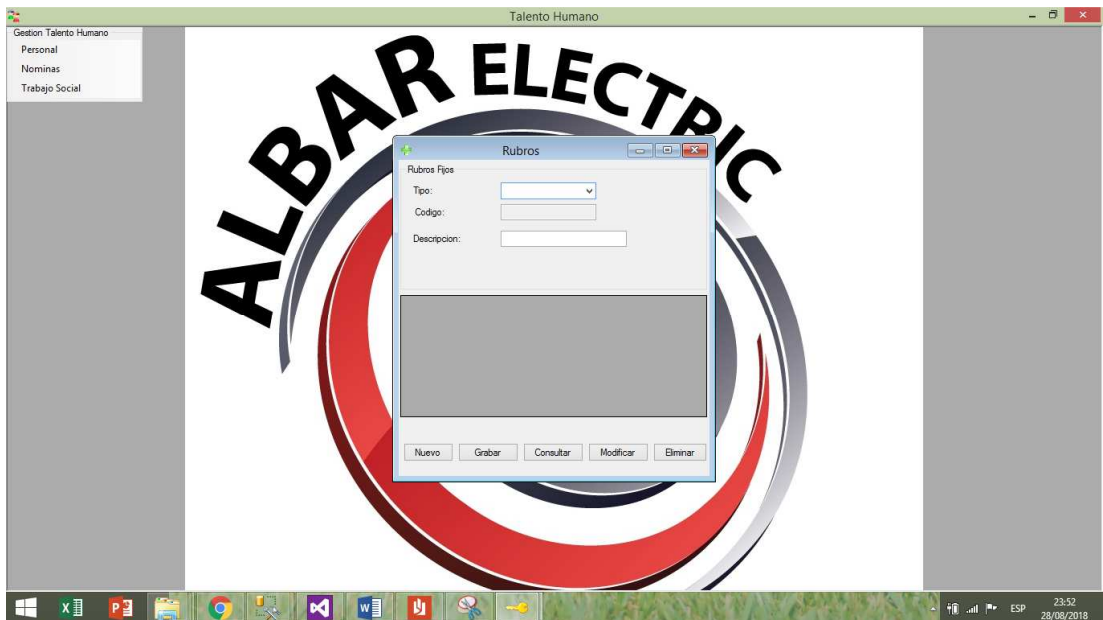 Talento Humano
Gestion Talento Humano
Personal
Nominas
Trabajo Social
ALBAR ELECTRIC
Rubros
Rubros Fijos
Tipo:
Codigo:
Descripcion:
Nuevo Grabar Consultar Modificar Eliminar
ESP 23:52
28/08/2018